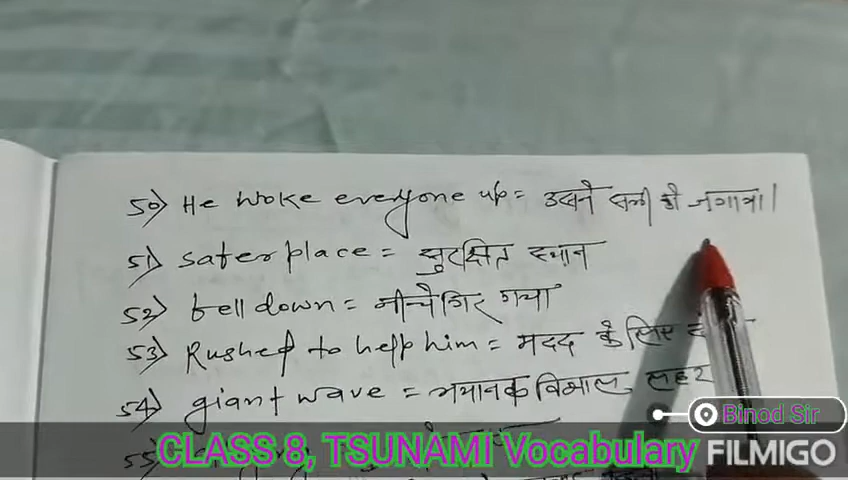 50) He woke everyone up = उसने सभी को जगाया।
51) Safer place = सुरक्षित स्थान
52) fell down = नीचे गिर गया
53) Rushed to help him = मदद के लिए
54) giant wave = भयानक विशाल लहर
55)
Binod Sir
CLASS 8, TSUNAMI Vocabulary
FILMIGO